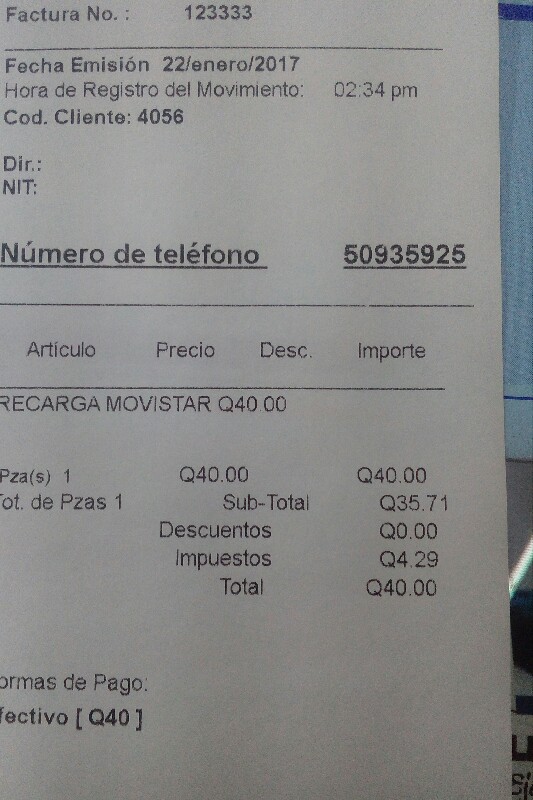 Factura No. : 123333
Fecha Emisión 22/enero/2017
Hora de Registro del Movimiento: 02:34 pm
Cod. Cliente: 4056
Dir.:
NIT:
Número de teléfono 50935925
Artículo Precio Desc. Importe
RECARGA MOVISTAR Q40.00
Pza(s) 1 Q40.00 Q40.00
Tot. de Pzas 1 Sub-Total Q35.71
Descuentos Q0.00
Impuestos Q4.29
Total Q40.00
ormas de Pago:
fectivo [ Q40 ]